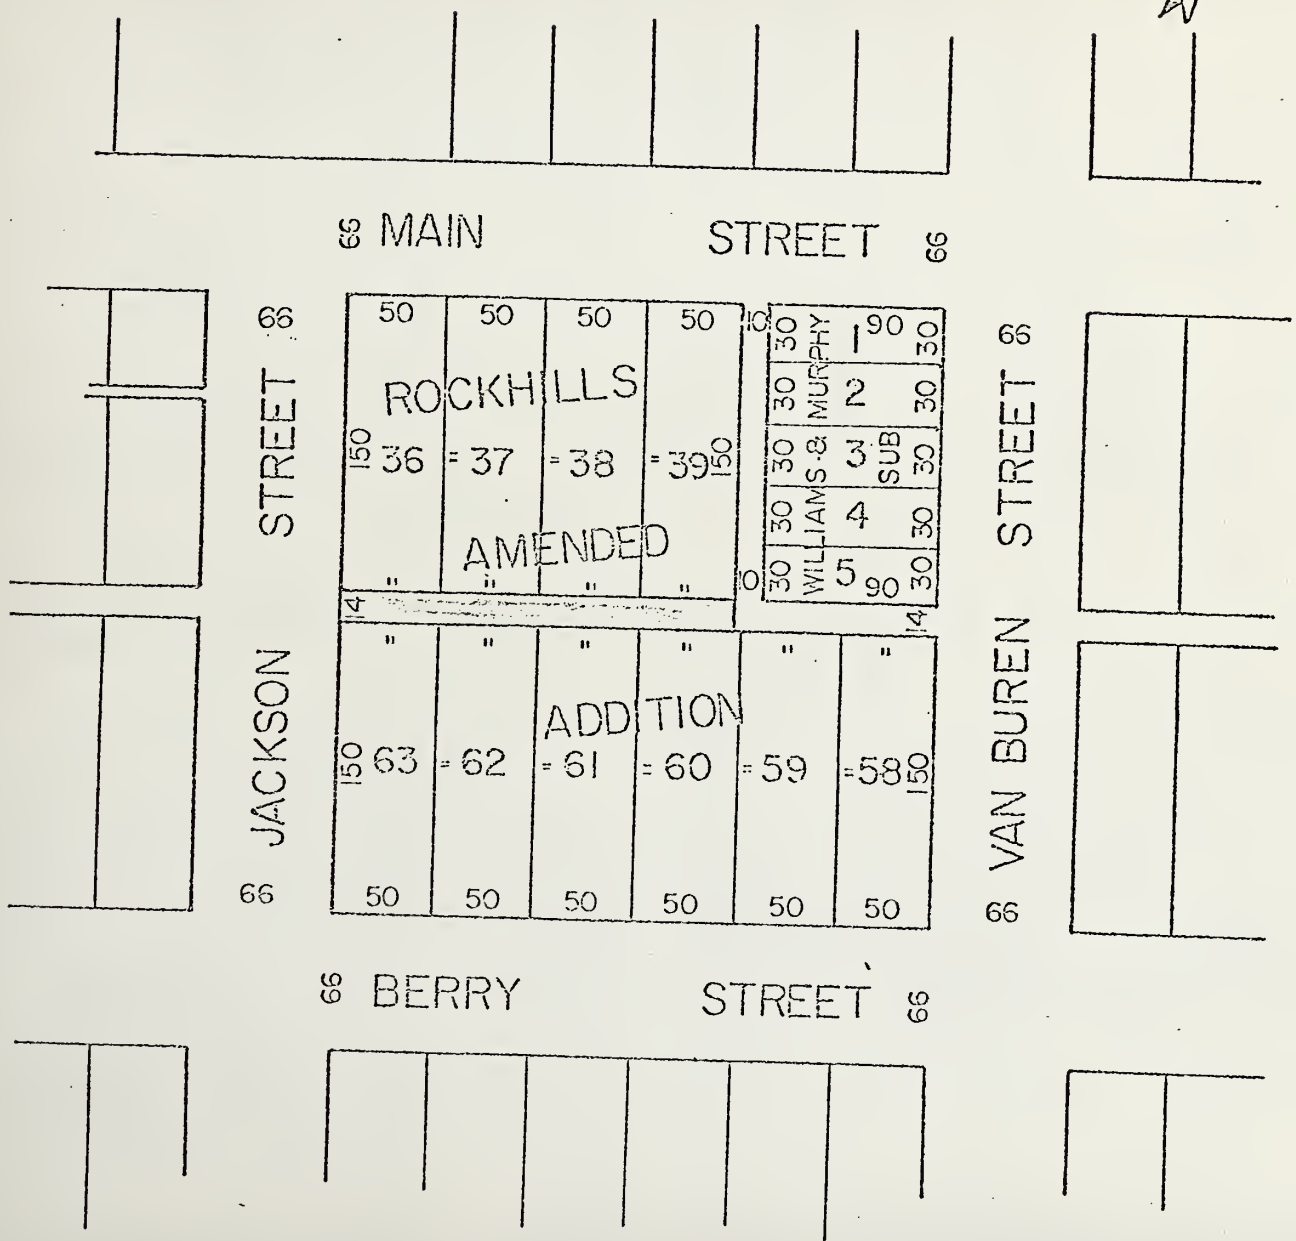 66 MAIN STREET 66
66 50 50 50 50 10 30 1 90 30 66
ROCKHILLS
30 2 30
150 36 = 37 = 38 = 39 150
30 3 30
WILLIAMS & MURPHY
SUB
30 4 30
AMENDED
" " " " 10 30 5 90 30
14 14
" " " " " "
JACKSON STREET
VAN BUREN STREET
ADDITION
150 63 = 62 = 61 = 60 = 59 = 58 150
66 50 50 50 50 50 50 66
66 BERRY STREET 66